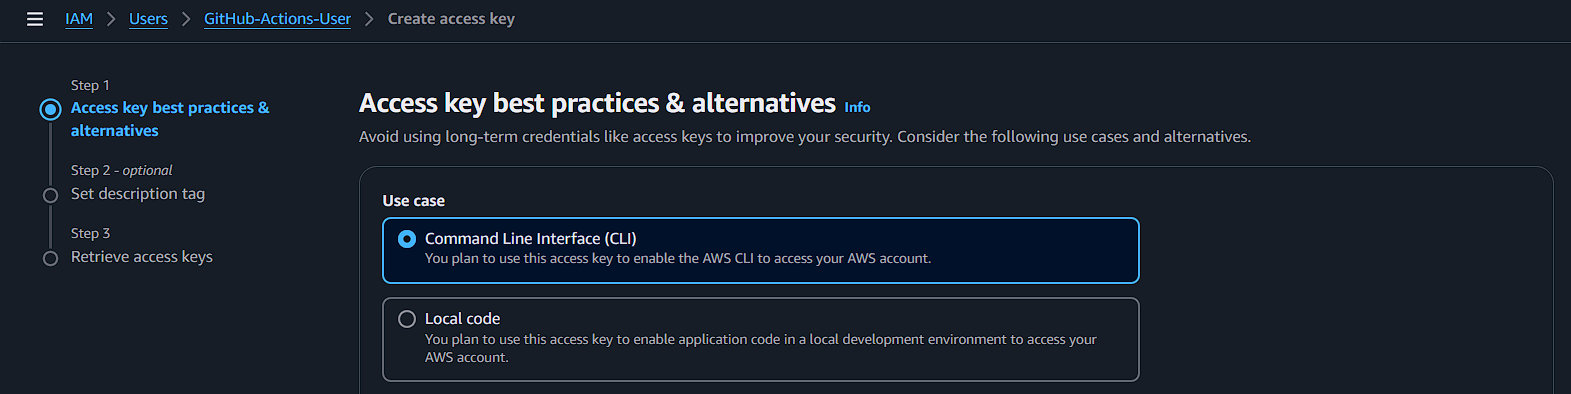 IAM > Users > GitHub-Actions-User > Create access key
Step 1
Access key best practices &
alternatives
Step 2 - optional
Set description tag
Step 3
Retrieve access keys
Access key best practices & alternatives Info
Avoid using long-term credentials like access keys to improve your security. Consider the following use cases and alternatives.
Use case
Command Line Interface (CLI)
You plan to use this access key to enable the AWS CLI to access your AWS account.
Local code
You plan to use this access key to enable application code in a local development environment to access your
AWS account.